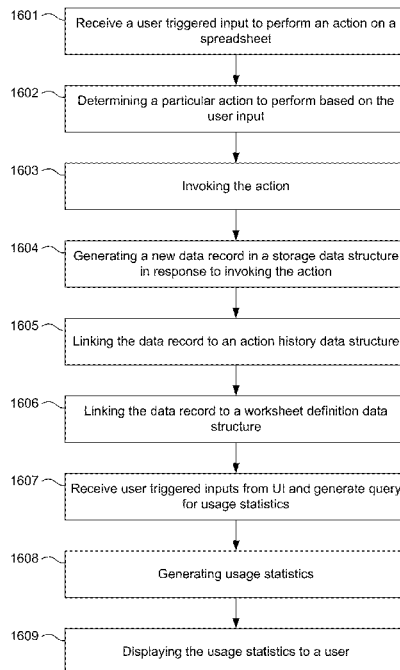 1601
Receive a user triggered input to perform an action on a
spreadsheet
1602
Determining a particular action to perform based on the
user input
1603
Invoking the action
1604
Generating a new data record in a storage data structure
in response to invoking the action
1605
Linking the data record to an action history data structure
1606
Linking the data record to a worksheet definition data
structure
1607
Receive user triggered inputs from UI and generate query
for usage statistics
1608
Generating usage statistics
1609
Displaying the usage statistics to a user